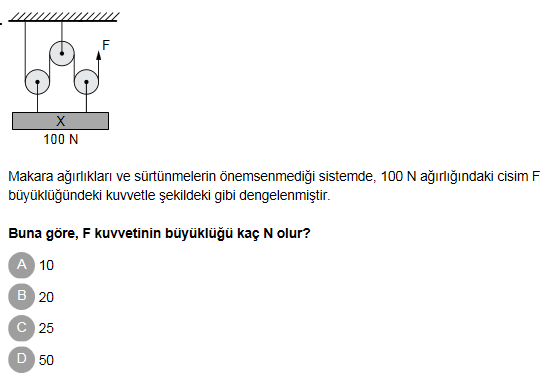 F
X
100 N
Makara ağırlıkları ve sürtünmelerin önemsenmediği sistemde, 100 N ağırlığındaki cisim F
büyüklüğündeki kuvvetle şekildeki gibi dengelenmiştir.
Buna göre, F kuvvetinin büyüklüğü kaç N olur?
A 10
B 20
C 25
D 50